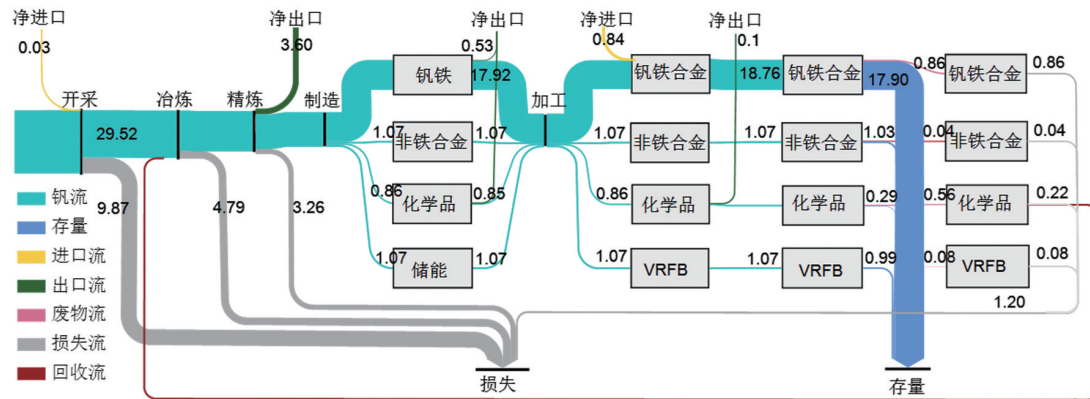 净进口
净出口
净出口
净进口
净出口
0.03
3.60
0.53
0.84
0.1
开采
冶炼
精炼
制造
钒铁
17.92
加工
钒铁合金
18.76
钒铁合金
17.90
0.86
钒铁合金
0.86
29.52
1.07
非铁合金
1.07
1.07
非铁合金
1.07
非铁合金
1.03
0.04
非铁合金
0.04
9.87
4.79
3.26
0.86
化学品
0.85
0.86
化学品
化学品
0.29
0.56
化学品
0.22
1.07
储能
1.07
1.07
VRFB
1.07
VRFB
0.99
0.08
VRFB
0.08
1.20
钒流
存量
进口流
出口流
废物流
损失流
回收流
损失
存量